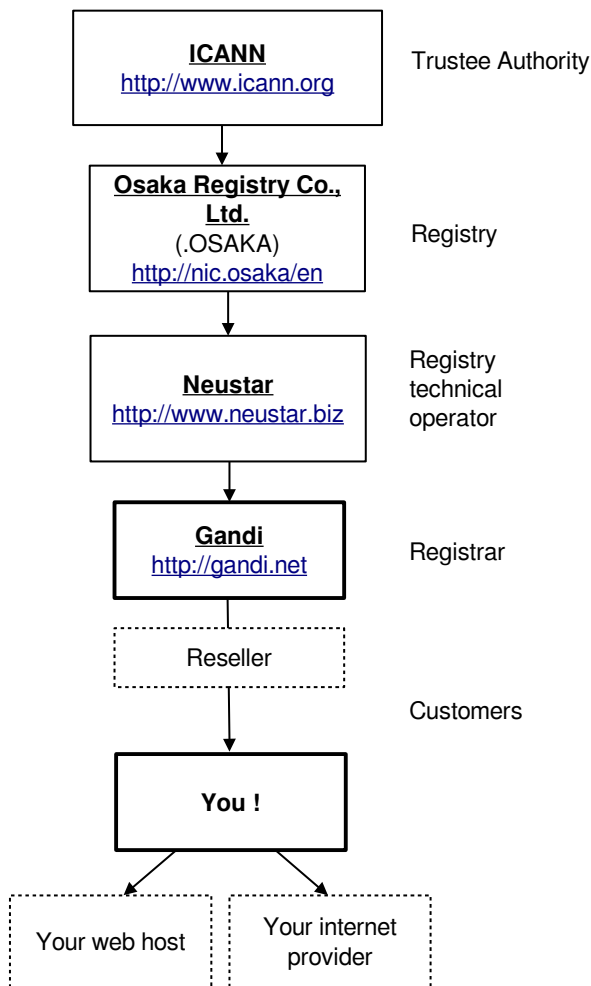 ICANN
http://www.icann.org
Trustee Authority
Osaka Registry Co.,
Ltd.
(.OSAKA)
http://nic.osaka/en
Registry
Neustar
http://www.neustar.biz
Registry
technical
operator
Gandi
http://gandi.net
Registrar
Reseller
Customers
You !
Your web host
Your internet
provider